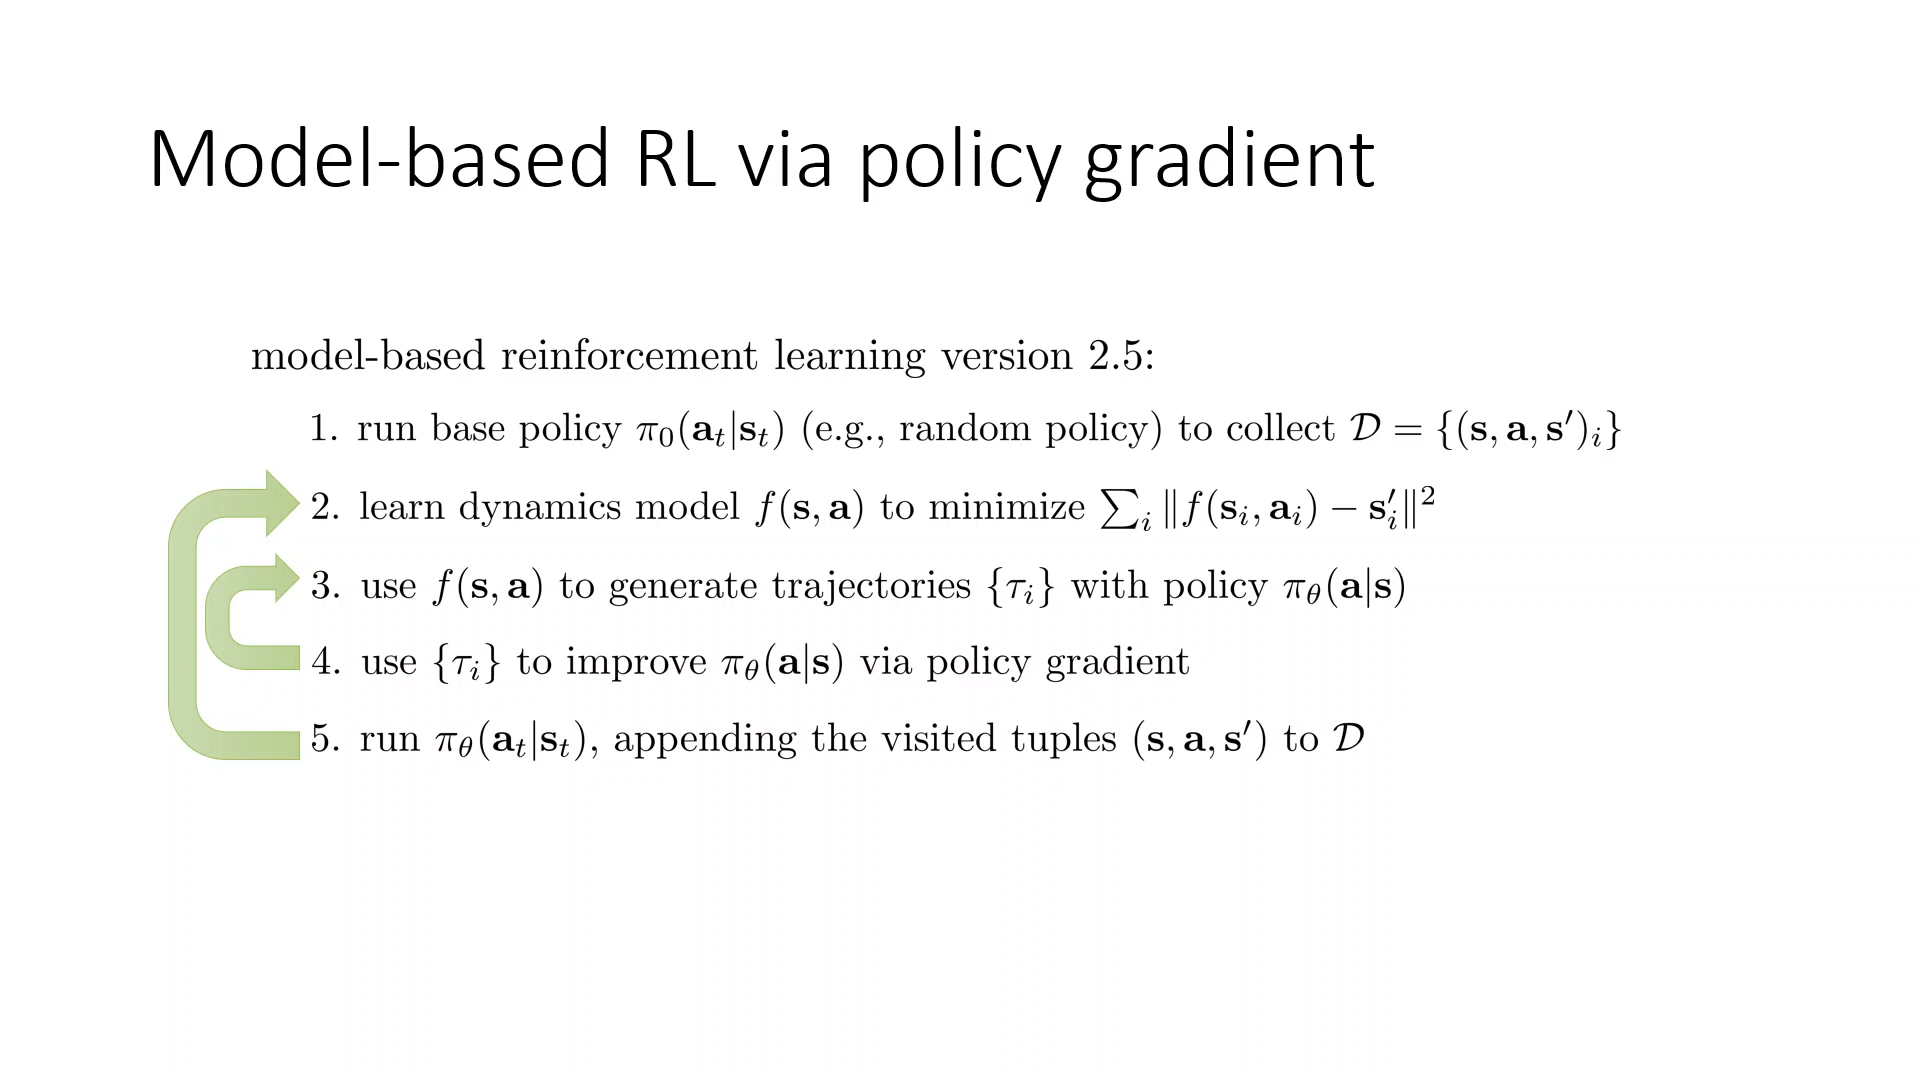 Model-based RL via policy gradient
model-based reinforcement learning version 2.5:
1. run base policy π₀(𝐚ₜ|𝐬ₜ) (e.g., random policy) to collect 𝒟 = {(𝐬, 𝐚, 𝐬′)ᵢ}
2. learn dynamics model f(𝐬, 𝐚) to minimize ∑ᵢ ‖f(𝐬ᵢ, 𝐚ᵢ) − 𝐬′ᵢ‖²
3. use f(𝐬, 𝐚) to generate trajectories {τᵢ} with policy π_θ(𝐚|𝐬)
4. use {τᵢ} to improve π_θ(𝐚|𝐬) via policy gradient
5. run π_θ(𝐚ₜ|𝐬ₜ), appending the visited tuples (𝐬, 𝐚, 𝐬′) to 𝒟